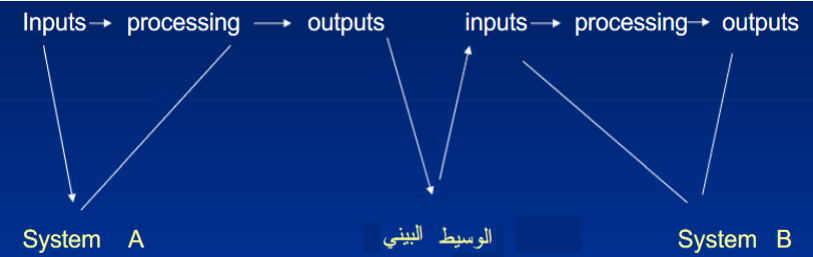 Inputs → processing → outputs inputs → processing → outputs
System A الوسيط البيني System B